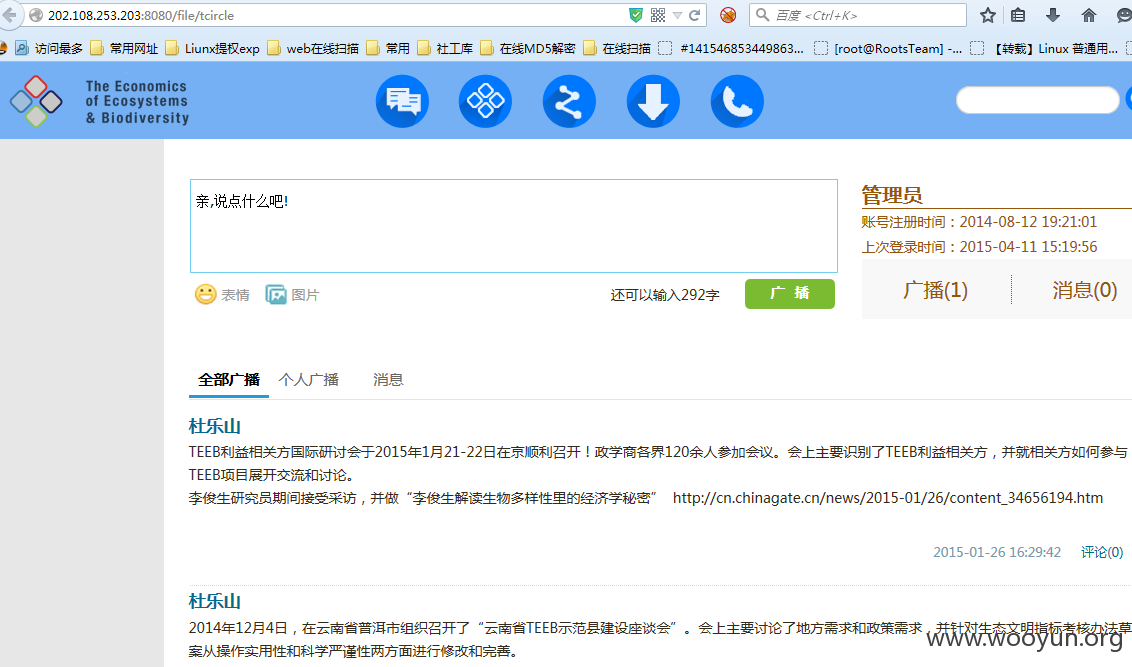 202.108.253.203:8080/file/tcircle
百度 <Ctrl+K>
访问最多 常用网址 Liunx提权exp web在线扫描 常用 社工库 在线MD5解密 在线扫描 #141546853449863... [root@RootsTeam] -... 【转载】Linux 普通用...
The Economics
of Ecosystems
& Biodiversity
亲,说点什么吧!
表情 图片 还可以输入292字 广 播
管理员
账号注册时间：2014-08-12 19:21:01
上次登录时间：2015-04-11 15:19:56
广播(1) 消息(0)
全部广播 个人广播 消息
杜乐山
TEEB利益相关方国际研讨会于2015年1月21-22日在京顺利召开！政学商各界120余人参加会议。会上主要识别了TEEB利益相关方，并就相关方如何参与
TEEB项目展开交流和讨论。
李俊生研究员期间接受采访，并做“李俊生解读生物多样性里的经济学秘密” http://cn.chinagate.cn/news/2015-01/26/content_34656194.htm
2015-01-26 16:29:42 评论(0)
杜乐山
2014年12月4日，在云南省普洱市组织召开了“云南省TEEB示范县建设座谈会”。会上主要讨论了地方需求和政策需求，并针对生态文明指标考核办法草
案从操作实用性和科学严谨性两方面进行修改和完善。
www.wooyun.org